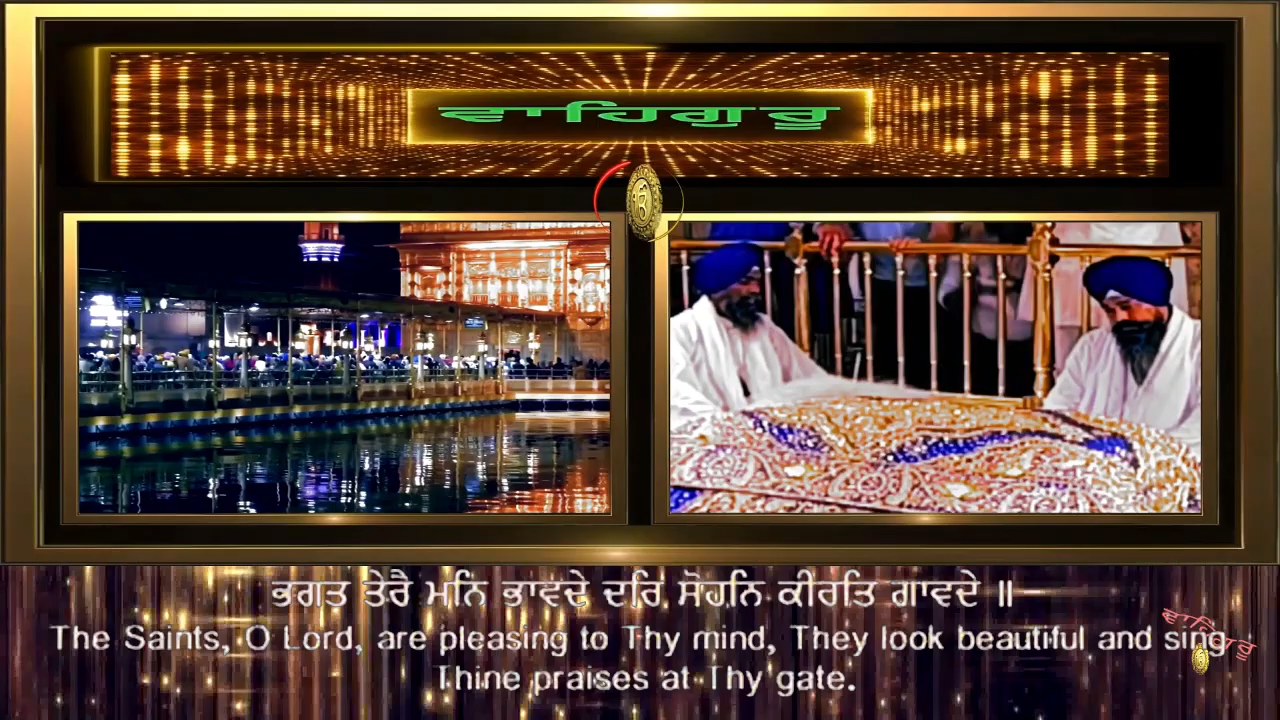 ਵਾਹਿਗੁਰੂ
ੴ
ਭਗਤ ਤੇਰੈ ਮਨਿ ਭਾਵਦੇ ਦਰਿ ਸੋਹਨਿ ਕੀਰਤਿ ਗਾਵਦੇ ॥
The Saints, O Lord, are pleasing to Thy mind, They look beautiful and sing
Thine praises at Thy gate.
ਵਾਹਿਗੁਰੂ
ੴ